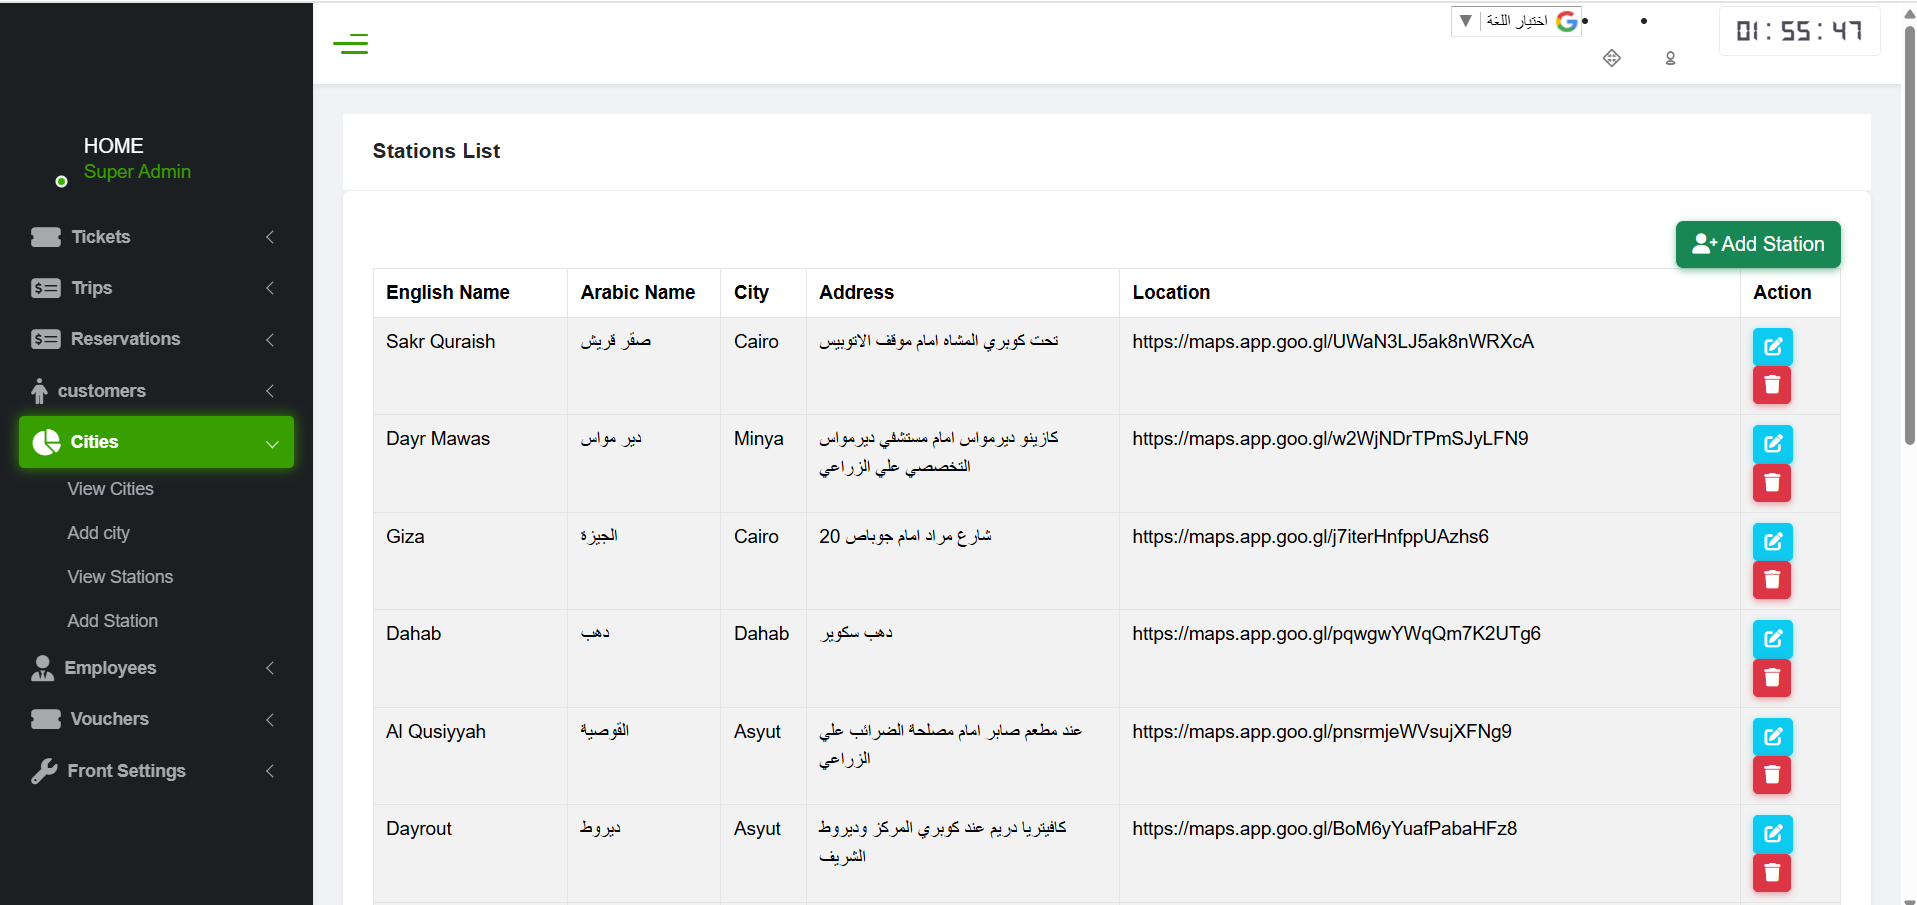 اختيار اللغة
01:55:47
HOME
Super Admin
Tickets
Trips
Reservations
customers
Cities
View Cities
Add city
View Stations
Add Station
Employees
Vouchers
Front Settings
Stations List
Add Station
English Name Arabic Name City Address Location Action
Sakr Quraish صقر قريش Cairo تحت كوبري المشاه امام موقف الاتوبيس https://maps.app.goo.gl/UWaN3LJ5ak8nWRXcA
Dayr Mawas دير مواس Minya كازينو ديرمواس امام مستشفي ديرمواس https://maps.app.goo.gl/w2WjNDrTPmSJyLFN9
التخصصي علي الزراعي
Giza الجيزة Cairo 20 شارع مراد امام جوباص https://maps.app.goo.gl/j7iterHnfppUAzhs6
Dahab دهب Dahab دهب سكوير https://maps.app.goo.gl/pqwgwYWqQm7K2UTg6
Al Qusiyyah القوصية Asyut عند مطعم صابر امام مصلحة الضرائب علي https://maps.app.goo.gl/pnsrmjeWVsujXFNg9
الزراعي
Dayrout ديروط Asyut كافيتريا دريم عند كوبري المركز وديروط https://maps.app.goo.gl/BoM6yYuafPabaHFz8
الشريف